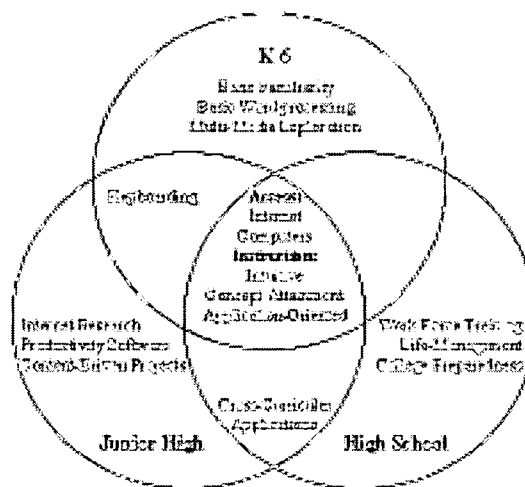 K 6
Basic Familiarity
Basic Wordprocessing
Multi-Media Exploration
Keyboarding
Access:
Internet
Computers
Instruction:
Intuitive
Concept Attainment
Application-Oriented
Internet Research
Productivity Software
Content-Driven Projects
Work Force Training
Life-Management
College Preparedness
Cross-Curricular
Applications
Junior High
High School